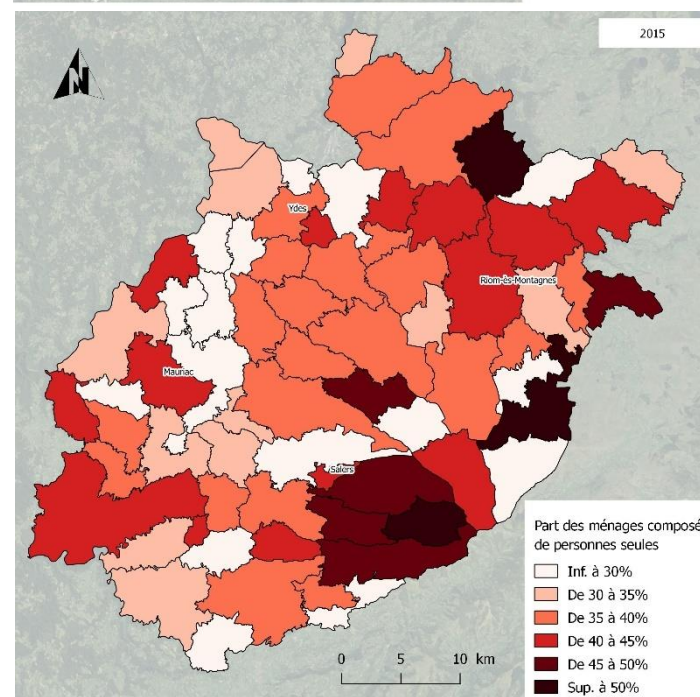 2015
N
Ydes
Riom-ès-Montagnes
Mauriac
Salers
Part des ménages composé
de personnes seules
Inf. à 30%
De 30 à 35%
De 35 à 40%
De 40 à 45%
De 45 à 50%
Sup. à 50%
0 5 10 km